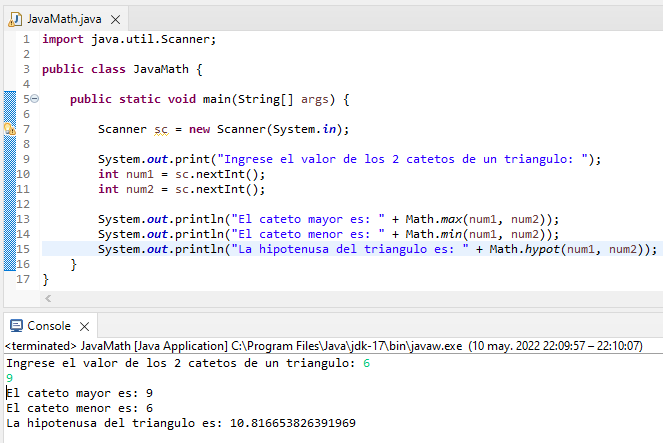 JavaMath.java
1 import java.util.Scanner;
2
3 public class JavaMath {
4
5 public static void main(String[] args) {
6
7 Scanner sc = new Scanner(System.in);
8
9 System.out.print("Ingrese el valor de los 2 catetos de un triangulo: ");
10 int num1 = sc.nextInt();
11 int num2 = sc.nextInt();
12
13 System.out.println("El cateto mayor es: " + Math.max(num1, num2));
14 System.out.println("El cateto menor es: " + Math.min(num1, num2));
15 System.out.println("La hipotenusa del triangulo es: " + Math.hypot(num1, num2));
16 }
17 }
Console
<terminated> JavaMath [Java Application] C:\Program Files\Java\jdk-17\bin\javaw.exe (10 may. 2022 22:09:57 – 22:10:07)
Ingrese el valor de los 2 catetos de un triangulo: 6
9
El cateto mayor es: 9
El cateto menor es: 6
La hipotenusa del triangulo es: 10.816653826391969